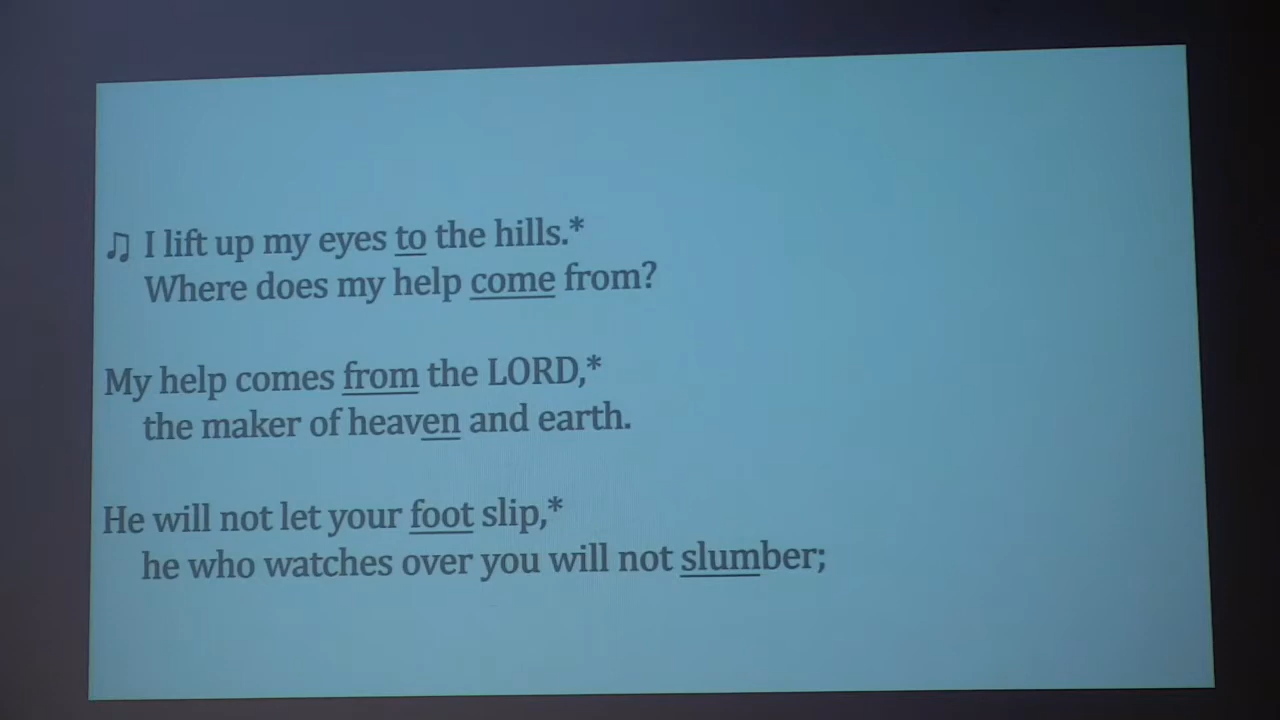 ♫ I lift up my eyes to the hills.*
Where does my help come from?
My help comes from the LORD,*
the maker of heaven and earth.
He will not let your foot slip,*
he who watches over you will not slumber;